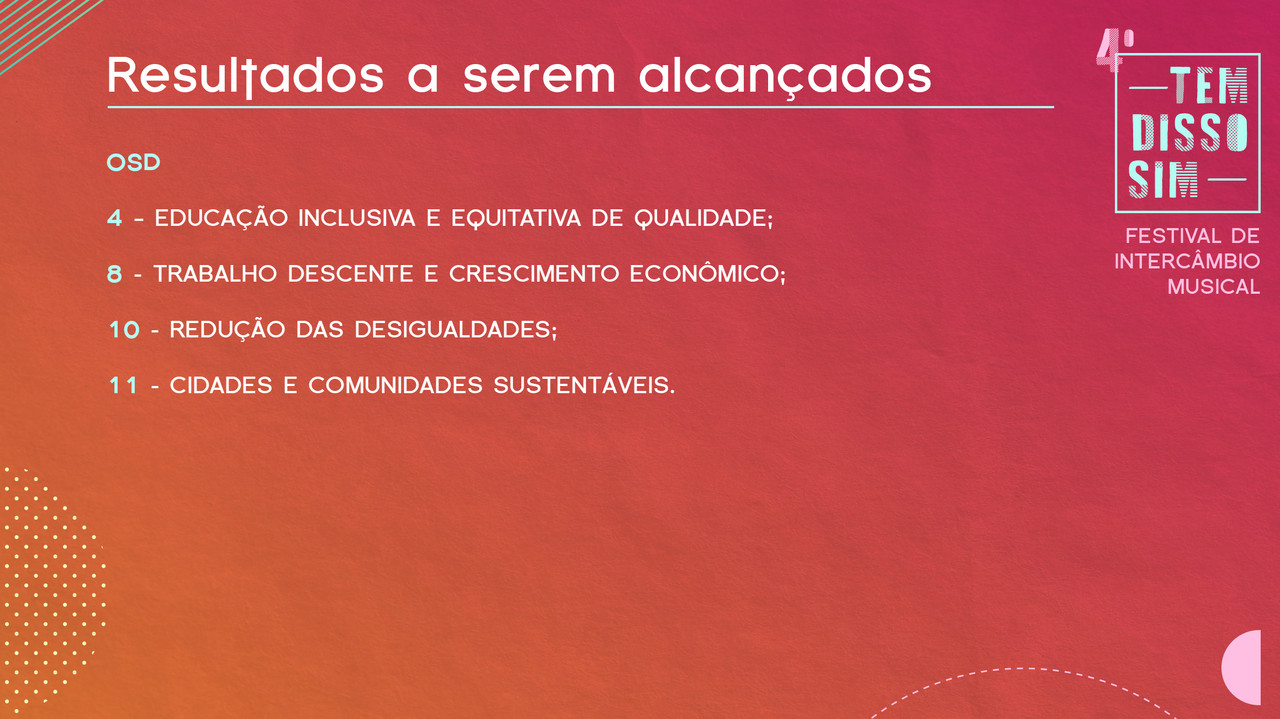 Resultados a serem alcançados
OSD
4 - EDUCAÇÃO INCLUSIVA E EQUITATIVA DE QUALIDADE;
8 - TRABALHO DESCENTE E CRESCIMENTO ECONÔMICO;
10 - REDUÇÃO DAS DESIGUALDADES;
11 - CIDADES E COMUNIDADES SUSTENTÁVEIS.
4º
TEM
DISSO
SIM
FESTIVAL DE
INTERCÂMBIO
MUSICAL